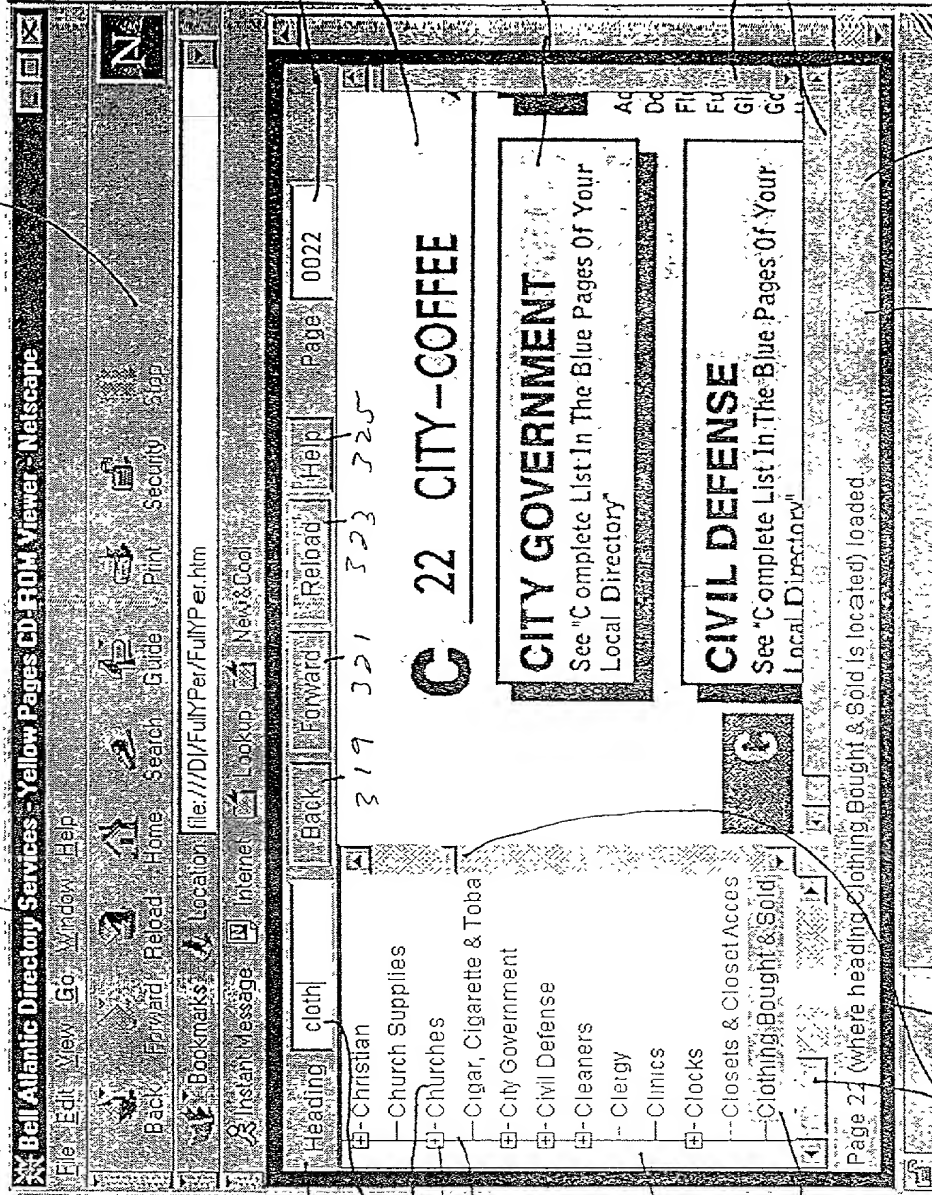 Bell Atlantic Directory Services - Yellow Pages CD-ROM Viewer - Netscape
File Edit View Go Window Help
Back Forward Reload Home Search Guide Print Security Stop
N
Bookmarks Location file:///D|/FullYPer/FullYPer.htm
Instant Message Internet Lookup New&Cool
Heading cloth Back Forward Reload Help Page 0022
319 321 323 325
Christian
Church Supplies
Churches
Cigar, Cigarette & Toba
City Government
Civil Defense
Cleaners
Clergy
Clinics
Clocks
Closets & Closet Acces
Clothing Bought & Sold
C 22 CITY-COFFEE
CITY GOVERNMENT
See "Complete List In The Blue Pages Of Your
Local Directory"
C
CIVIL DEFENSE
See "Complete List In The Blue Pages Of Your
Local Directory"
Page 22 (where heading Clothing Bought & Sold is located) loaded.